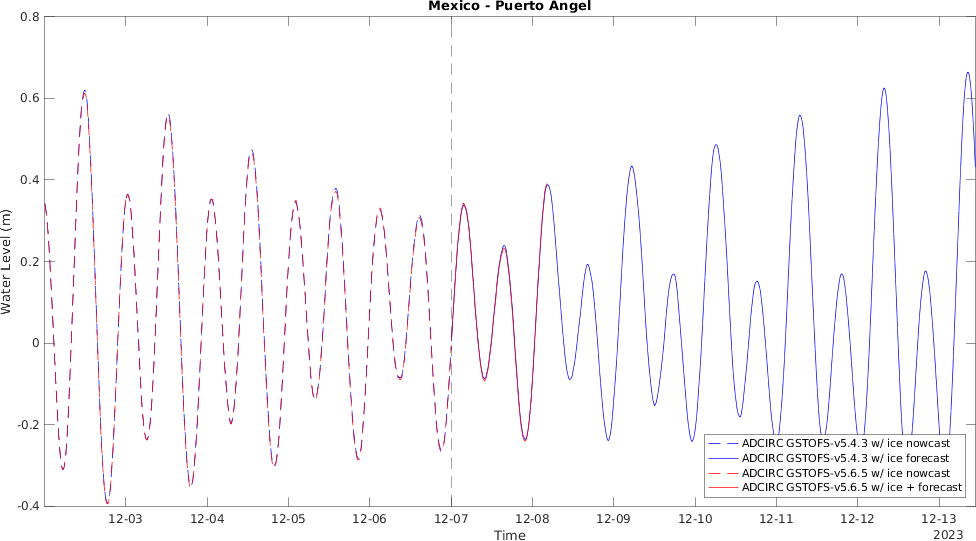 Mexico - Puerto Angel
0.8
0.6
0.4
0.2
0
-0.2
-0.4
Water Level (m)
12-03 12-04 12-05 12-06 12-07 12-08 12-09 12-10 12-11 12-12 12-13
Time
2023
ADCIRC GSTOFS-v5.4.3 w/ ice nowcast
ADCIRC GSTOFS-v5.4.3 w/ ice forecast
ADCIRC GSTOFS-v5.6.5 w/ ice nowcast
ADCIRC GSTOFS-v5.6.5 w/ ice + forecast